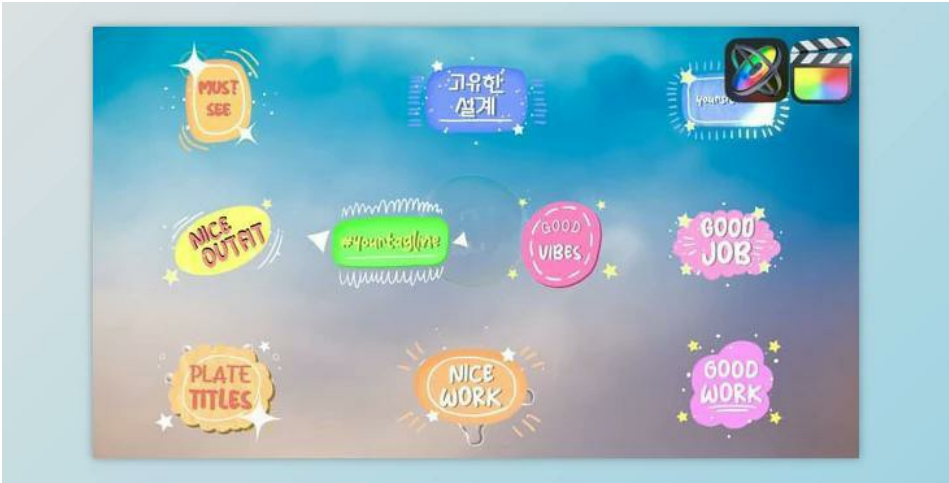 MUST
SEE
고유한
설계
NICE
OUTFIT
#yourtagline
GOOD
VIBES
GOOD
JOB
PLATE
TITLES
NICE
WORK
GOOD
WORK